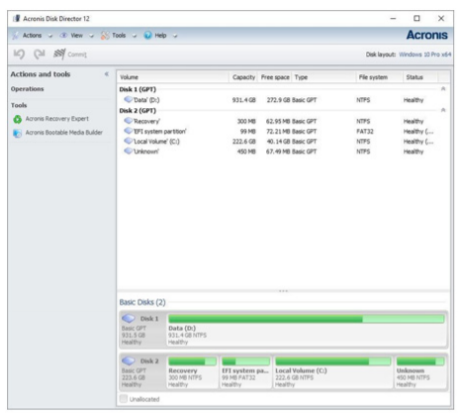 Acronis Disk Director 12
Actions View Tools Help
Acronis
Commit
Disk layout: Windows 10 Pro x64
Actions and tools
Operations
Tools
Acronis Recovery Expert
Acronis Bootable Media Builder
Volume Capacity Free space Type File system Status
Disk 1 (GPT)
'Data' (D:) 931.4 GB 272.9 GB Basic GPT NTFS Healthy
Disk 2 (GPT)
'Recovery' 300 MB 62.95 MB Basic GPT NTFS Healthy
'EFI system partition' 99 MB 72.21 MB Basic GPT FAT32 Healthy (...
'Local Volume' (C:) 222.6 GB 40.14 GB Basic GPT NTFS Healthy (...
'Unknown' 450 MB 67.49 MB Basic GPT NTFS Healthy
Basic Disks (2)
Disk 1
Basic GPT
931.5 GB
Healthy
Data (D:)
931.4 GB NTFS
Healthy
Disk 2
Basic GPT
223.6 GB
Healthy
Recovery
300 MB NTFS
Healthy
EFI system pa...
99 MB FAT32
Healthy
Local Volume (C:)
222.6 GB NTFS
Healthy
Unknown
450 MB NTFS
Healthy
Unallocated